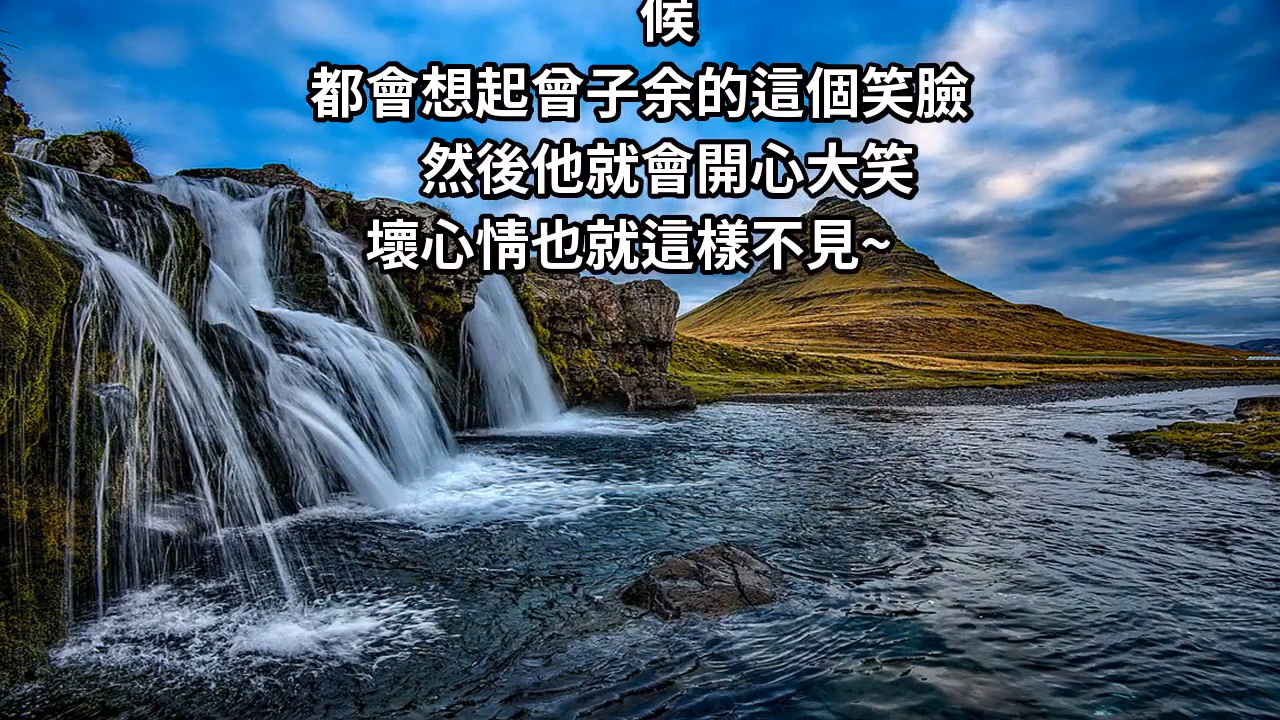 候
都會想起曾子余的這個笑臉
然後他就會開心大笑
壞心情也就這樣不見~